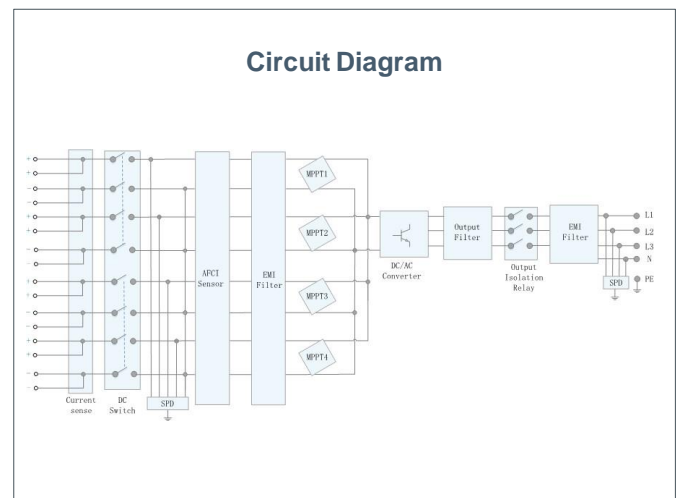 Circuit Diagram
+
+
-
-
+
+
-
-
+
+
-
-
+
+
-
-
Current
sense
DC
Switch
SPD
AFCI
Sensor
EMI
Filter
MPPT1
MPPT2
MPPT3
MPPT4
DC/AC
Converter
Output
Filter
Output
Isolation
Relay
EMI
Filter
SPD
L1
L2
L3
N
PE